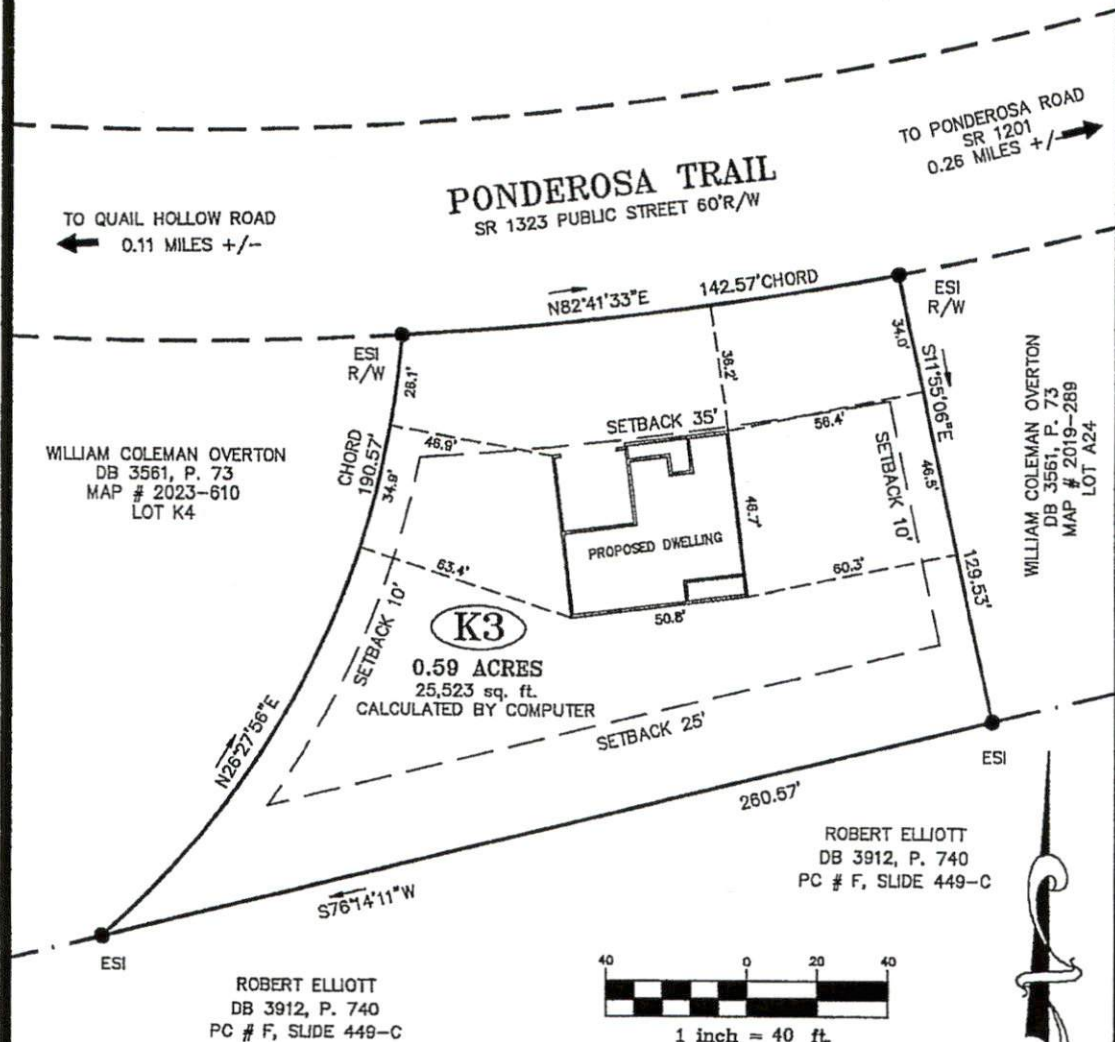 TO PONDEROSA ROAD
SR 1201
0.26 MILES +/-
PONDEROSA TRAIL
SR 1323 PUBLIC STREET 60'R/W
TO QUAIL HOLLOW ROAD
0.11 MILES +/-
N82°41'33"E
142.57'CHORD
ESI
R/W
ESI
R/W
34.0'
S11°55'06"E
38.2'
WILLIAM COLEMAN OVERTON
DB 3561, P. 73
MAP # 2019-289
LOT A24
WILLIAM COLEMAN OVERTON
DB 3561, P. 73
MAP # 2023-610
LOT K4
CHORD
190.57'
46.9'
34.9'
SETBACK 35'
56.4'
SETBACK 10'
46.5'
46.7'
PROPOSED DWELLING
63.4'
60.3'
129.53'
50.8'
K3
0.59 ACRES
25,523 sq. ft.
CALCULATED BY COMPUTER
SETBACK 10'
SETBACK 25'
N26°27'56"E
ESI
260.57'
S76°14'11"W
ESI
ROBERT ELLIOTT
DB 3912, P. 740
PC # F, SLIDE 449-C
ROBERT ELLIOTT
DB 3912, P. 740
PC # F, SLIDE 449-C
40 0 20 40
1 inch = 40 ft.